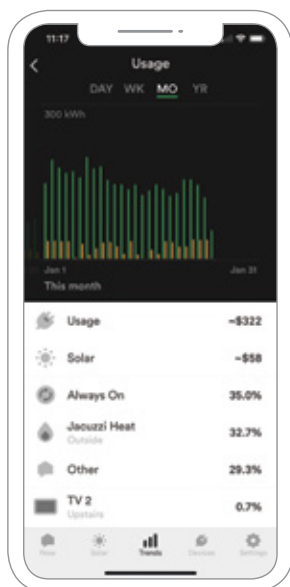 11:17
Usage
DAY WK MO YR
300 kWh
Jan 1 Jan 31
This month
Usage ~$322
Solar ~$58
Always On 35.0%
Jacuzzi Heat 32.7%
Outside
Other 29.3%
TV 2 0.7%
Upstairs
Now Solar Trends Devices Settings